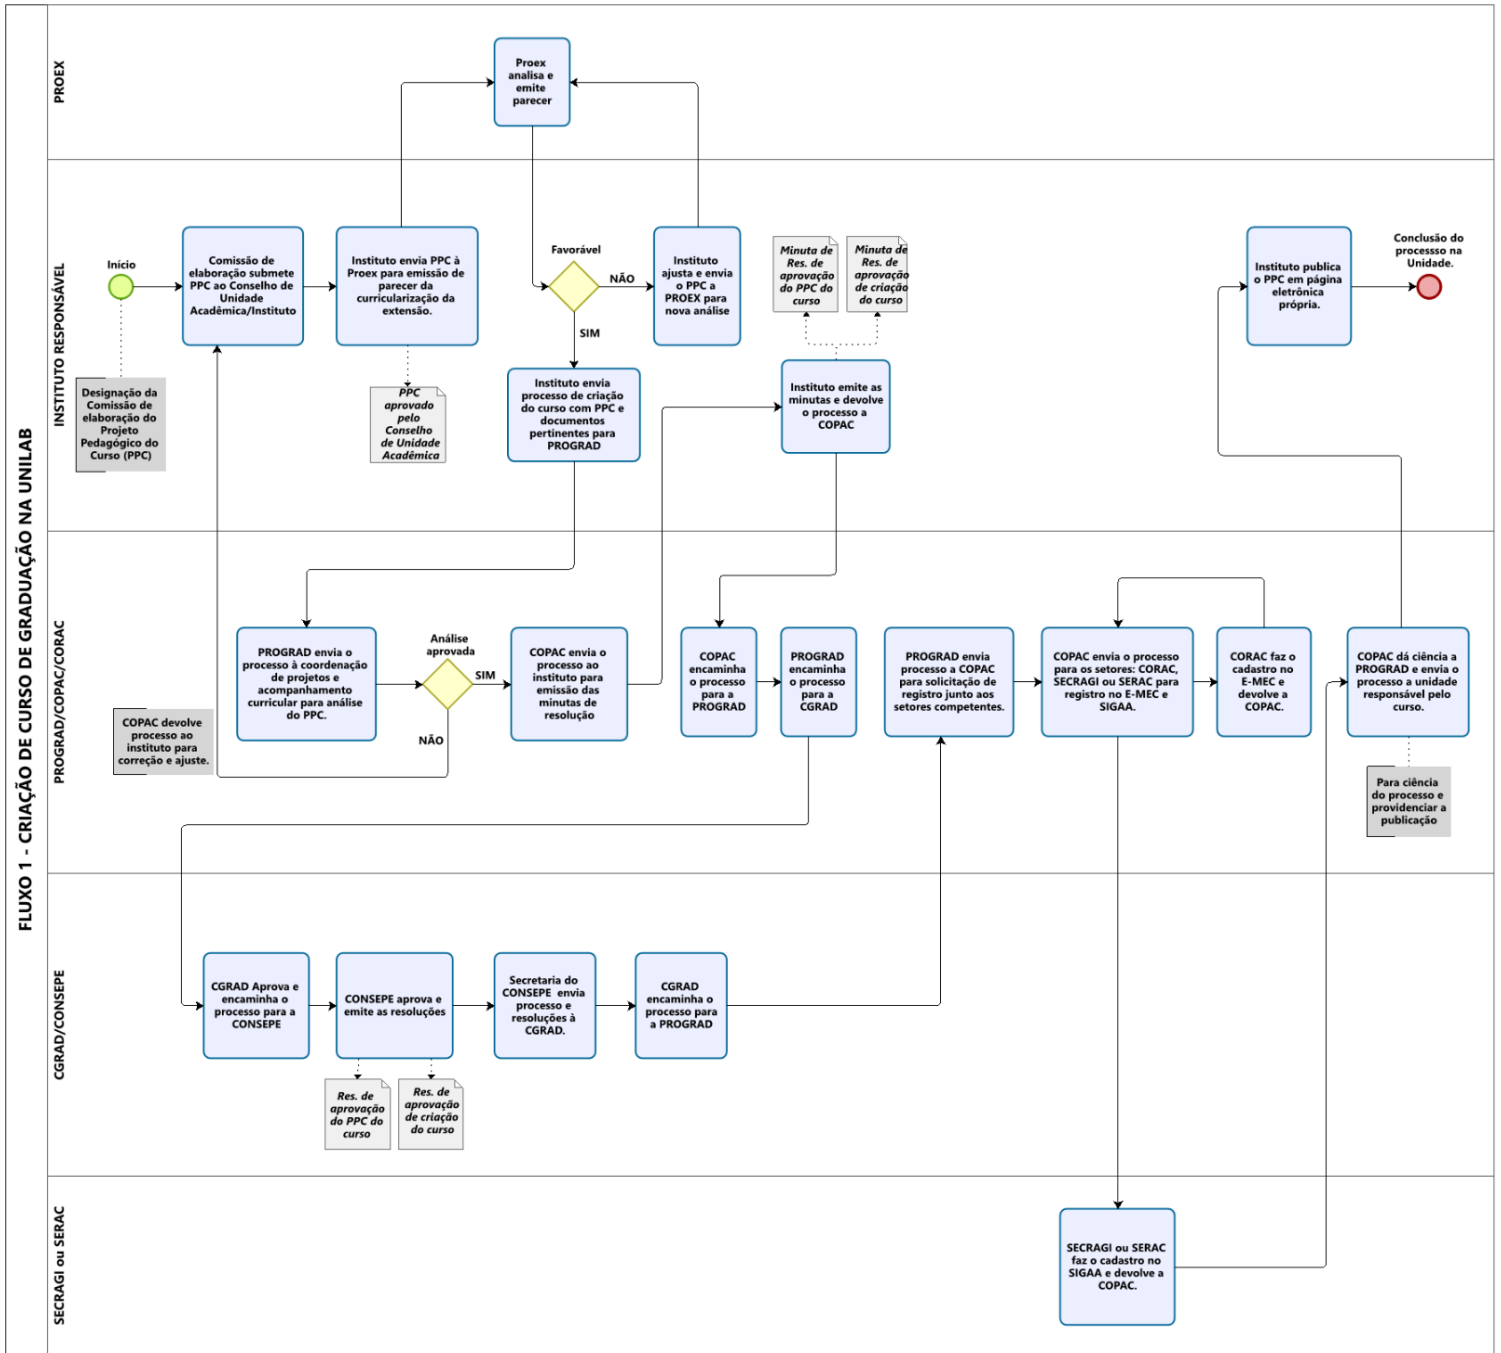 FLUXO 1 - CRIAÇÃO DE CURSO DE GRADUAÇÃO NA UNILAB
PROEX
Proex
analisa e
emite
parecer
INSTITUTO RESPONSÁVEL
Início
Designação da
Comissão de
elaboração do
Projeto
Pedagógico do
Curso (PPC)
Comissão de
elaboração submete
PPC ao Conselho de
Unidade
Acadêmica/Instituto
Instituto envia PPC à
Proex para emissão de
parecer da
curricularização da
extensão.
PPC
aprovado
pelo
Conselho
de Unidade
Acadêmica
Favorável
NÃO
SIM
Instituto
ajusta e envia
o PPC a
PROEX para
nova análise
Instituto envia
processo de criação
do curso com PPC e
documentos
pertinentes para
PROGRAD
Minuta de
Res. de
aprovação
do PPC do
curso
Minuta de
Res. de
aprovação
de criação
do curso
Instituto emite as
minutas e devolve
o processo a
COPAC
Instituto publica
o PPC em página
eletrônica
própria.
Conclusão do
processso na
Unidade.
PROGRAD/COPAC/CORAC
COPAC devolve
processo ao
instituto para
correção e ajuste.
PROGRAD envia o
processo à coordenação
de projetos e
acompanhamento
curricular para análise
do PPC.
Análise
aprovada
SIM
NÃO
COPAC envia o
processo ao
instituto para
emissão das
minutas de
resolução
COPAC
encaminha
o processo
para a
PROGRAD
PROGRAD
encaminha
o processo
para a
CGRAD
PROGRAD envia
processo a COPAC
para solicitação de
registro junto aos
setores competentes.
COPAC envia o processo
para os setores: CORAC,
SECRAGI ou SERAC para
registro no E-MEC e
SIGAA.
CORAC faz o
cadastro no
E-MEC e
devolve a
COPAC.
COPAC dá ciência a
PROGRAD e envia o
processo a unidade
responsável pelo
curso.
Para ciência
do processo e
providenciar a
publicação
CGRAD/CONSEPE
CGRAD Aprova e
encaminha o
processo para a
CONSEPE
CONSEPE aprova e
emite as resoluções
Res. de
aprovação
do PPC do
curso
Res. de
aprovação
de criação
do curso
Secretaria do
CONSEPE envia
processo e
resoluções à
CGRAD.
CGRAD
encaminha o
processo para
a PROGRAD
SECRAGI ou SERAC
SECRAGI ou SERAC
faz o cadastro no
SIGAA e devolve a
COPAC.